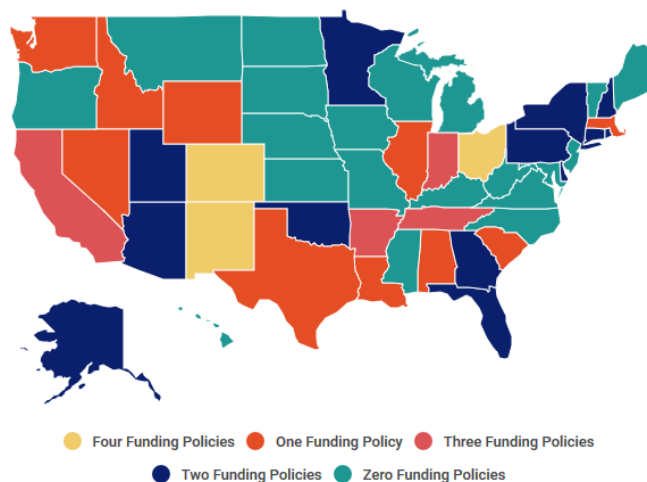 Four Funding Policies One Funding Policy Three Funding Policies
Two Funding Policies Zero Funding Policies